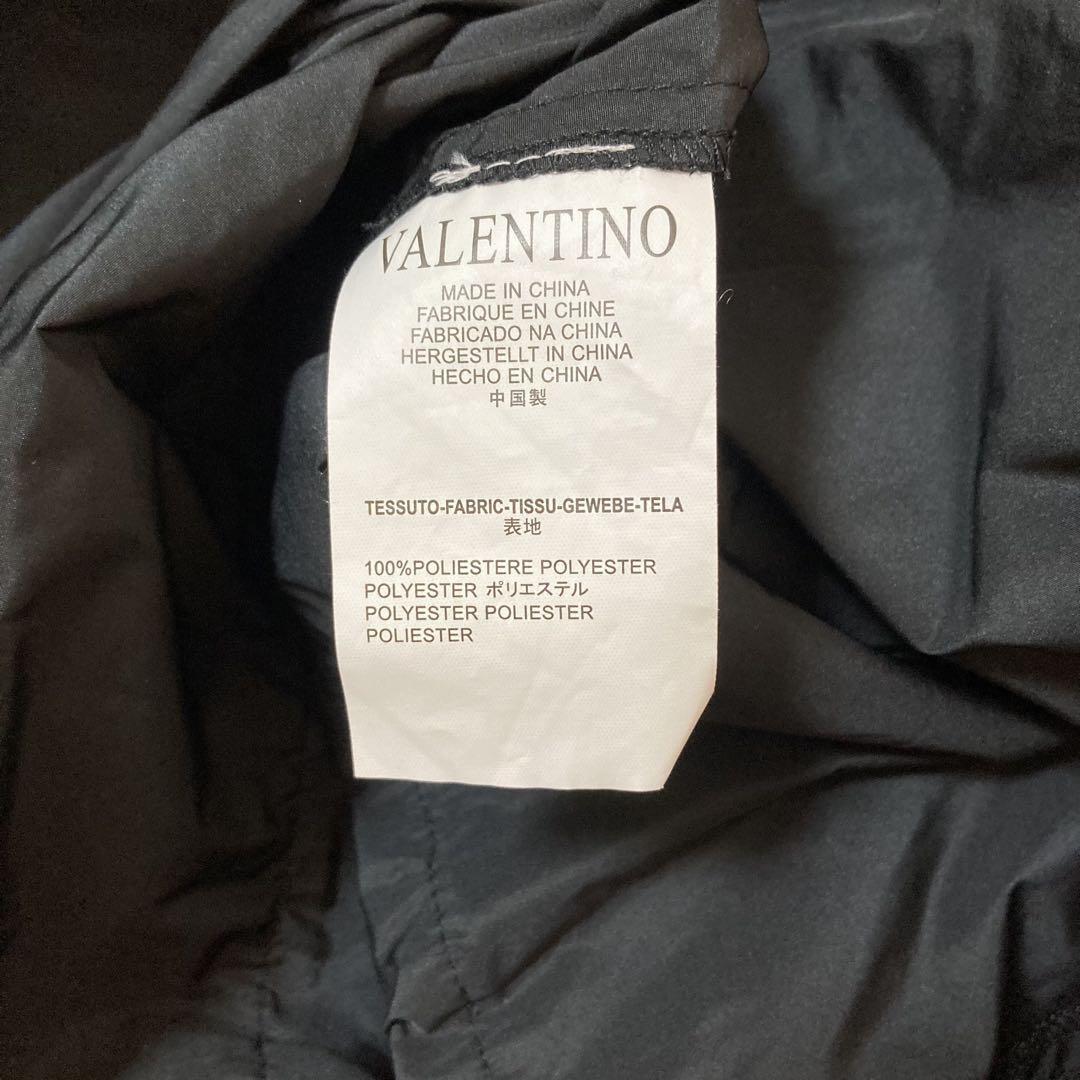 VALENTINO
MADE IN CHINA
FABRIQUE EN CHINE
FABRICADO NA CHINA
HERGESTELLT IN CHINA
HECHO EN CHINA
中国製
TESSUTO-FABRIC-TISSU-GEWEBE-TELA
表地
100%POLIESTERE POLYESTER
POLYESTER ポリエステル
POLYESTER POLIESTER
POLIESTER